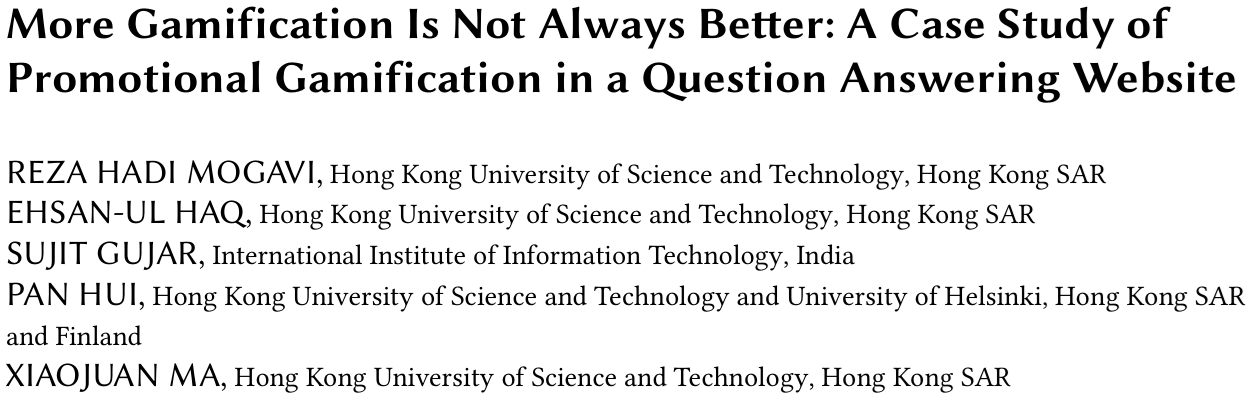 More Gamification Is Not Always Better: A Case Study of
Promotional Gamification in a Question Answering Website
REZA HADI MOGAVI, Hong Kong University of Science and Technology, Hong Kong SAR
EHSAN-UL HAQ, Hong Kong University of Science and Technology, Hong Kong SAR
SUJIT GUJAR, International Institute of Information Technology, India
PAN HUI, Hong Kong University of Science and Technology and University of Helsinki, Hong Kong SAR
and Finland
XIAOJUAN MA, Hong Kong University of Science and Technology, Hong Kong SAR